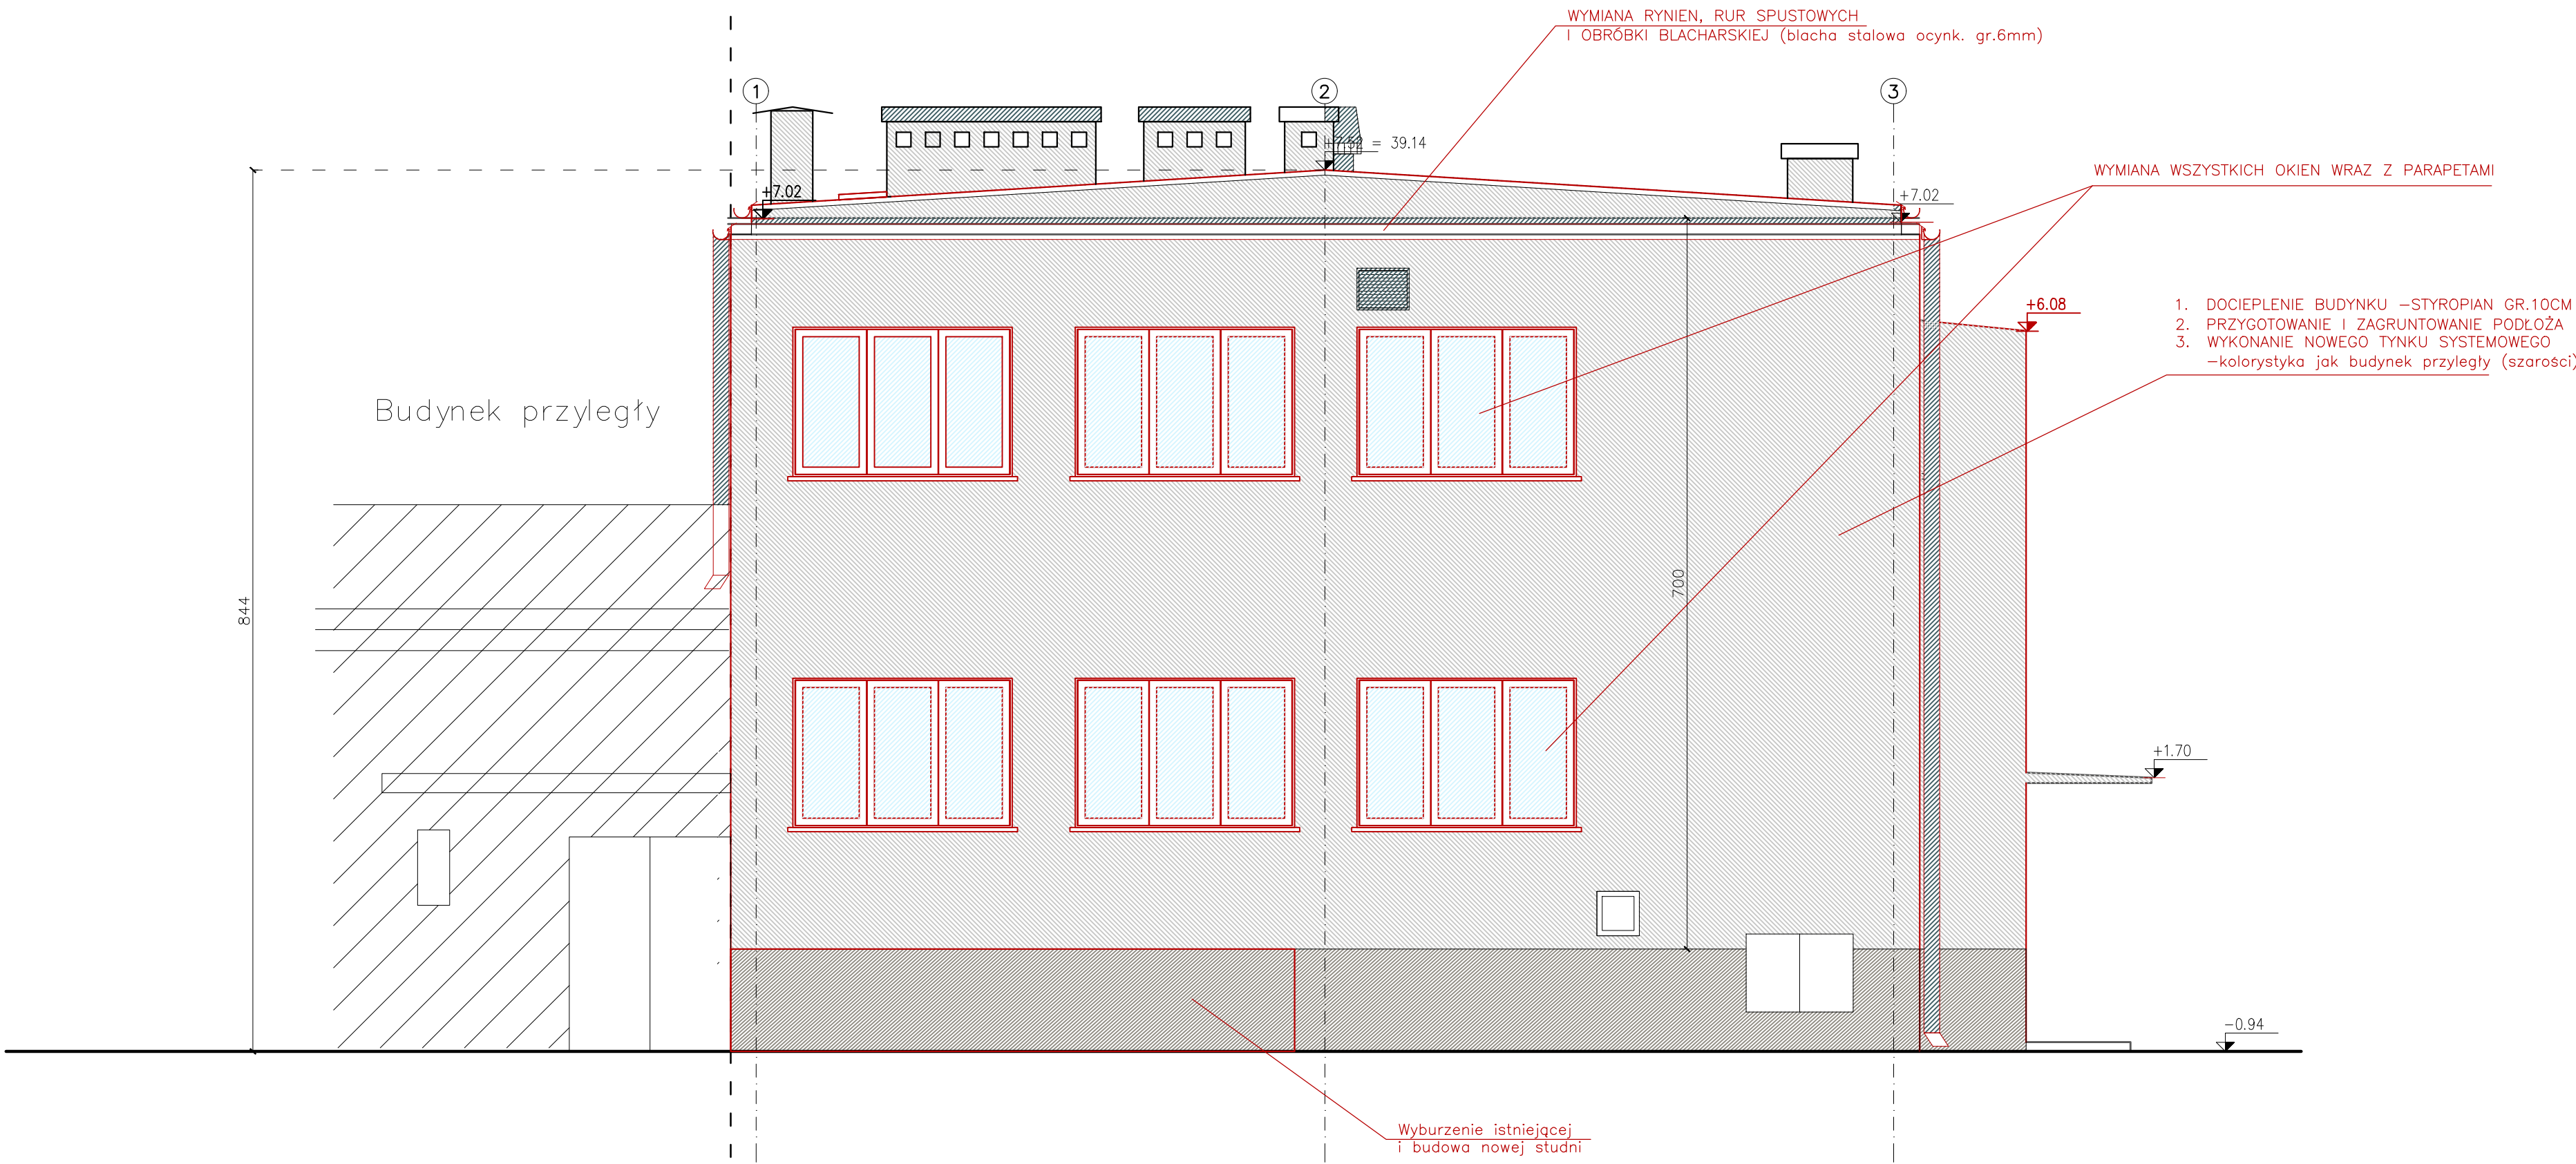 WYMIANA RYNIEN, RUR SPUSTOWYCH
I OBRÓBKI BLACHARSKIEJ (blacha stalowa ocynk. gr.6mm)
1
2
3
+7.52 = 39.14
WYMIANA WSZYSTKICH OKIEN WRAZ Z PARAPETAMI
+7.02
+7.02
+6.08
1. DOCIEPLENIE BUDYNKU –STYROPIAN GR.10CM
2. PRZYGOTOWANIE I ZAGRUNTOWANIE PODŁOŻA
3. WYKONANIE NOWEGO TYNKU SYSTEMOWEGO
–kolorystyka jak budynek przyległy (szarości)
Budynek przyległy
844
700
+1.70
–0.94
Wyburzenie istniejącej
i budowa nowej studni